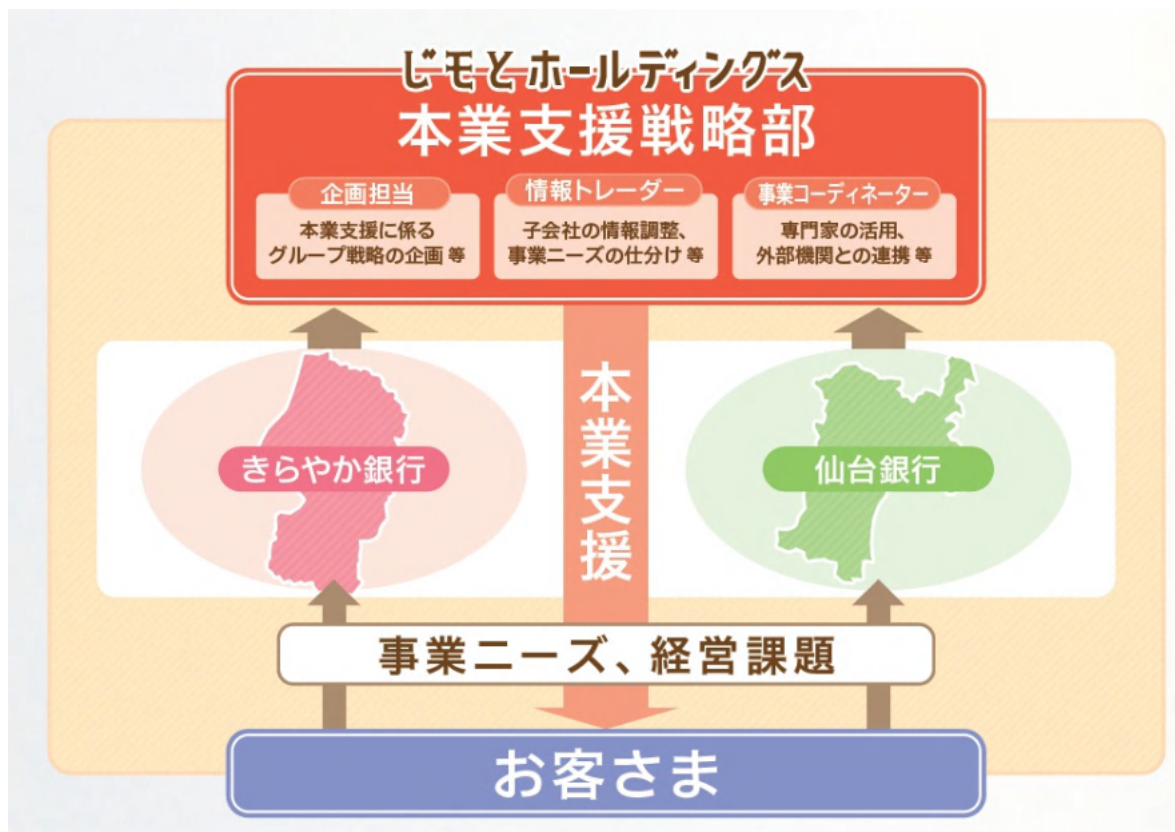 じモとホールディングス
本業支援戦略部
企画担当
本業支援に係る
グループ戦略の企画 等
情報トレーダー
子会社の情報調整、
事業ニーズの仕分け 等
事業コーディネーター
専門家の活用、
外部機関との連携 等
きらやか銀行
本業支援
仙台銀行
事業ニーズ、経営課題
お客さま